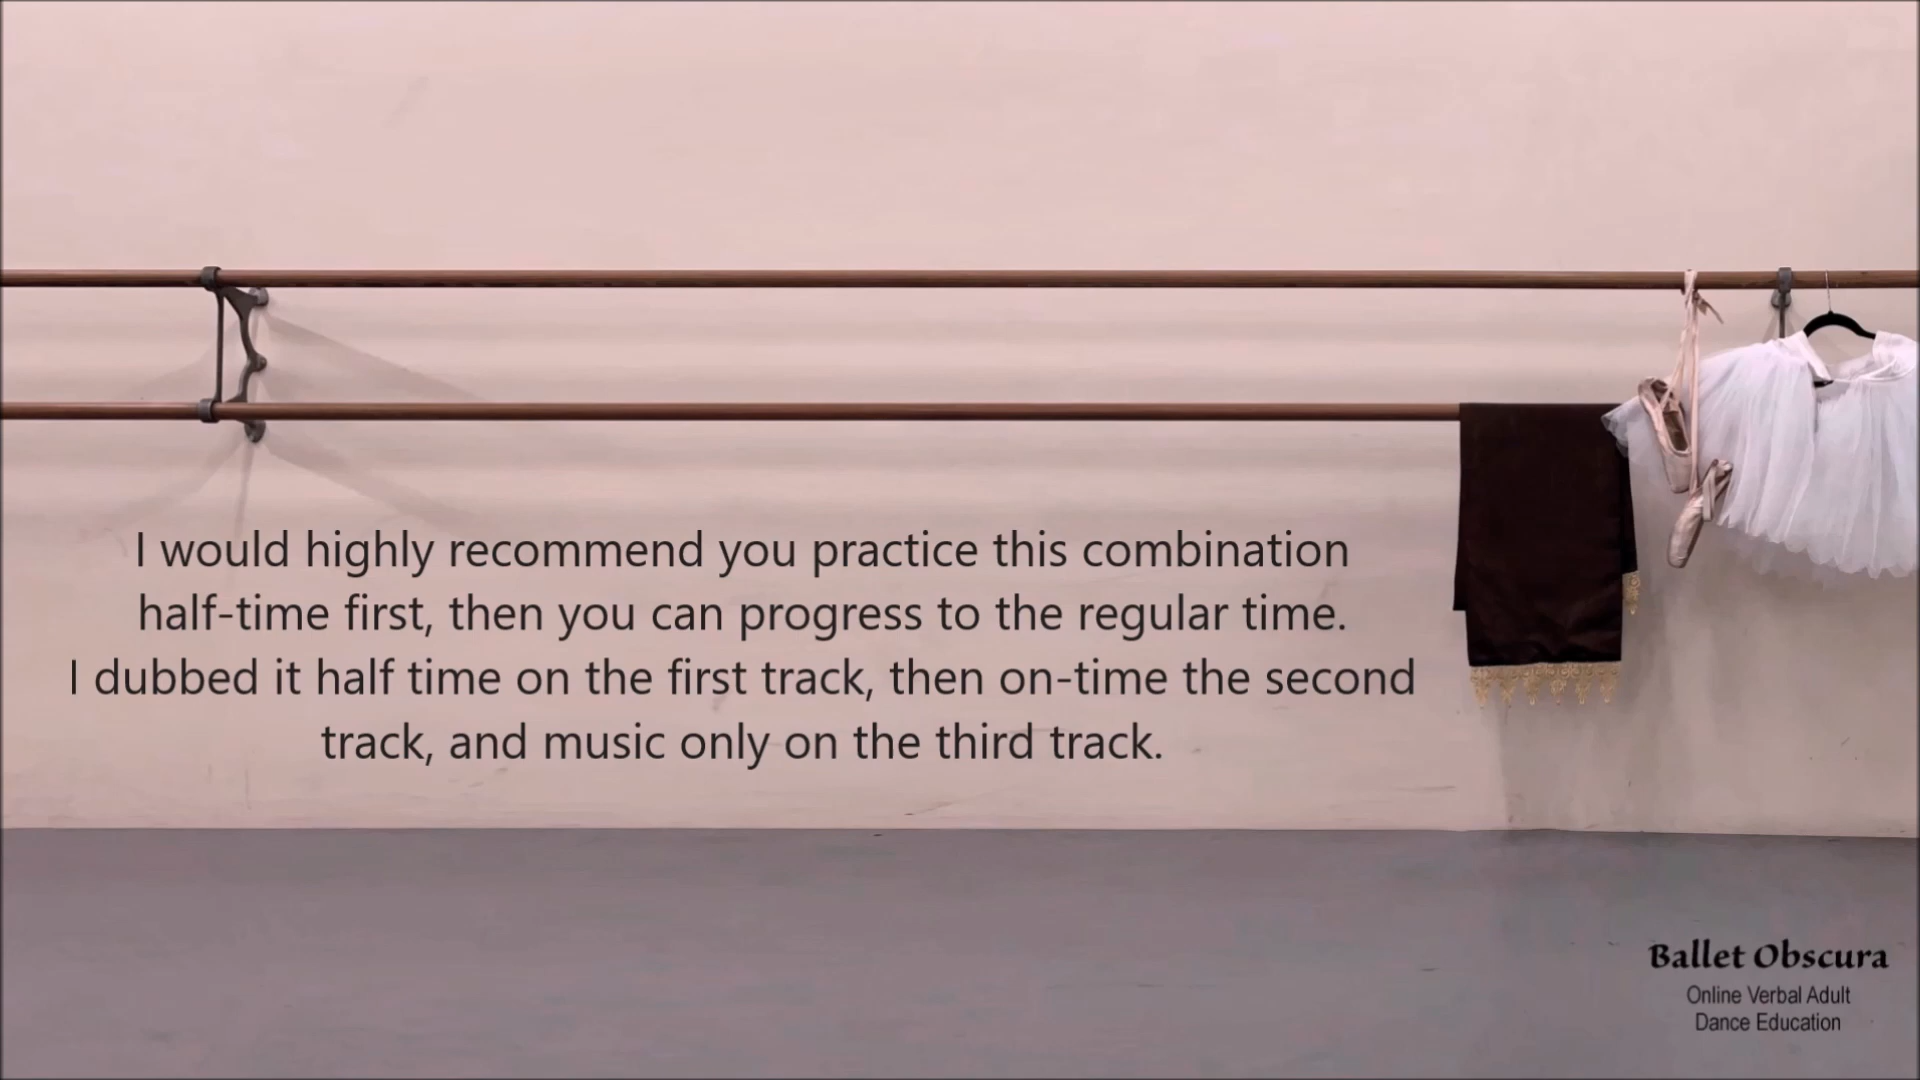 I would highly recommend you practice this combination
half-time first, then you can progress to the regular time.
I dubbed it half time on the first track, then on-time the second
track, and music only on the third track.
Ballet Obscura
Online Verbal Adult
Dance Education